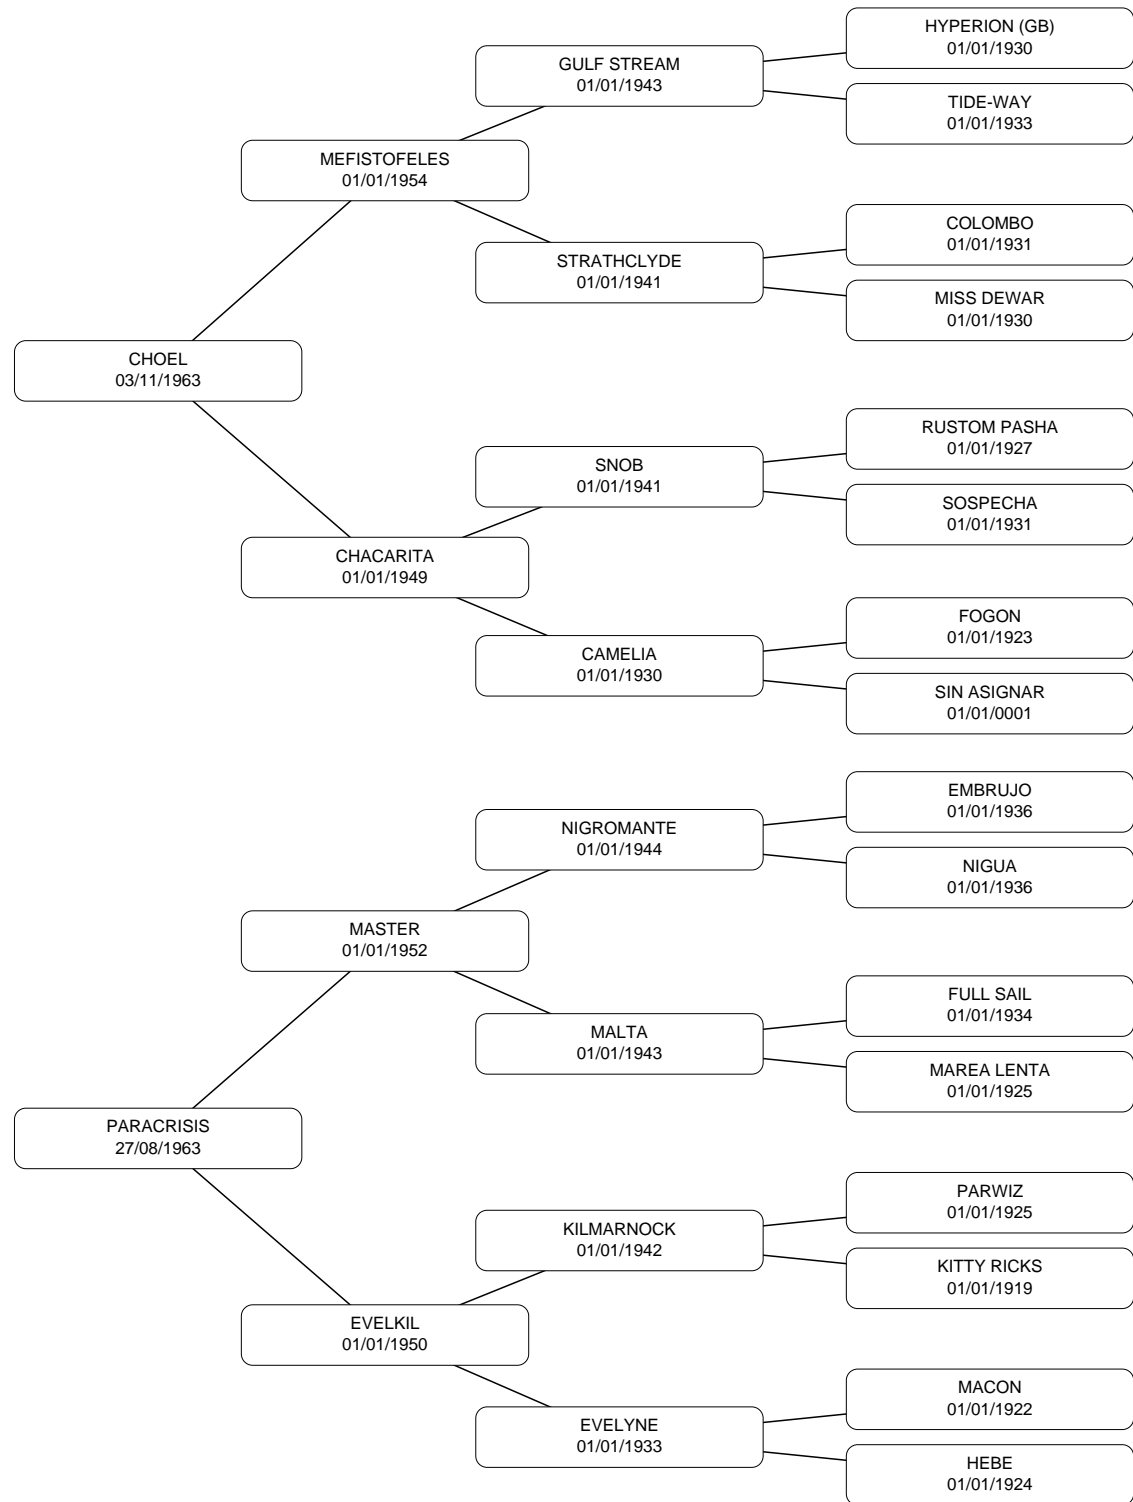 HYPERION (GB)
01/01/1930
GULF STREAM
01/01/1943
TIDE-WAY
01/01/1933
MEFISTOFELES
01/01/1954
COLOMBO
01/01/1931
STRATHCLYDE
01/01/1941
MISS DEWAR
01/01/1930
CHOEL
03/11/1963
RUSTOM PASHA
01/01/1927
SNOB
01/01/1941
SOSPECHA
01/01/1931
CHACARITA
01/01/1949
FOGON
01/01/1923
CAMELIA
01/01/1930
SIN ASIGNAR
01/01/0001
EMBRUJO
01/01/1936
NIGROMANTE
01/01/1944
NIGUA
01/01/1936
MASTER
01/01/1952
FULL SAIL
01/01/1934
MALTA
01/01/1943
MAREA LENTA
01/01/1925
PARACRISIS
27/08/1963
PARWIZ
01/01/1925
KILMARNOCK
01/01/1942
KITTY RICKS
01/01/1919
EVELKIL
01/01/1950
MACON
01/01/1922
EVELYNE
01/01/1933
HEBE
01/01/1924